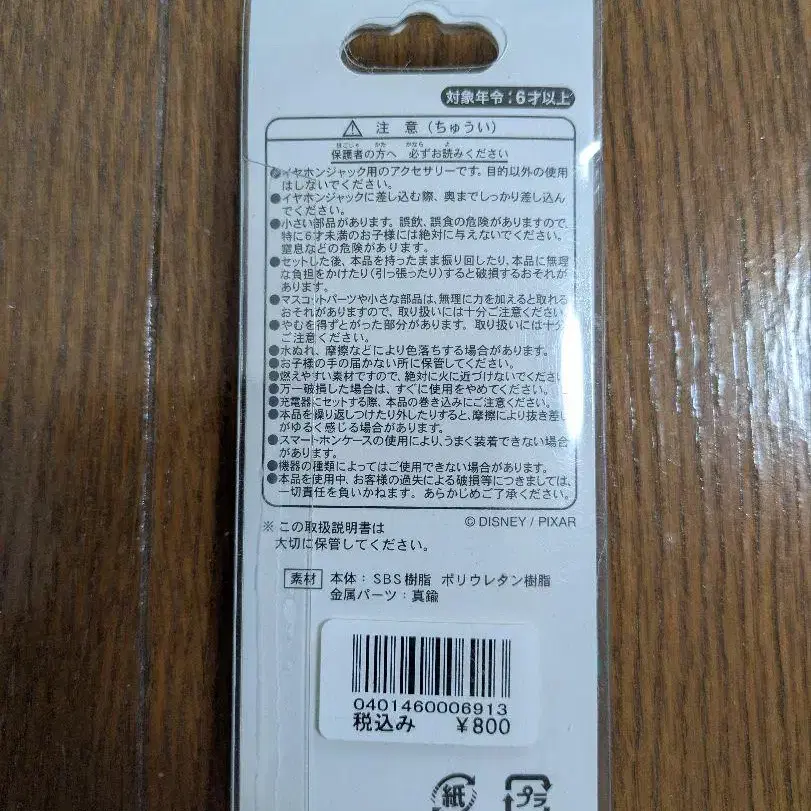 対象年令:6才以上
⚠ 注意(ちゅうい)
ほごしゃ かた かなら よ
保護者の方へ 必ずお読みください
●イヤホンジャック用のアクセサリーです。目的以外の使用
はしないでください。
●イヤホンジャックに差し込む際、奥までしっかり差し込ん
でください。
●小さい部品があります。誤飲、誤食の危険がありますので、
特に6才未満のお子様には絶対に与えないでください。
窒息などの危険があります。
●セットした後、本品を持ったまま振り回したり、本品に無理
な負担をかけたり(引っ張ったり)すると破損するおそれが
あります。
●マスコットパーツや小さな部品は、無理に力を加えると取れる
おそれがありますので、取り扱いには十分ご注意ください。
●やむを得ずとがった部分があります。取り扱いには十分
ご注意ください。
●水ぬれ、摩擦などにより色落ちする場合があります。
●お子様の手の届かない所に保管してください。
●燃えやすい素材ですので、絶対に火に近づけないでください
●万一破損した場合は、すぐに使用をやめてください。
●充電器にセットする際、本品の巻き込みにご注意ください。
●本品を繰り返しつけたり外したりすると、摩擦により抜き差し
がゆるく感じる場合があります。
●スマートホンケースの使用により、うまく装着できない場合
があります。
●機器の種類によってはご使用できない場合があります。
●本品を使用中、お客様の過失による破損等につきましては、
一切責任を負いかねます。あらかじめご了承ください。
© DISNEY / PIXAR
※ この取扱説明書は
大切に保管してください。
素材 本体:SBS樹脂 ポリウレタン樹脂
金属パーツ:真鍮
0401460006913
税込み ¥800
紙 プラ